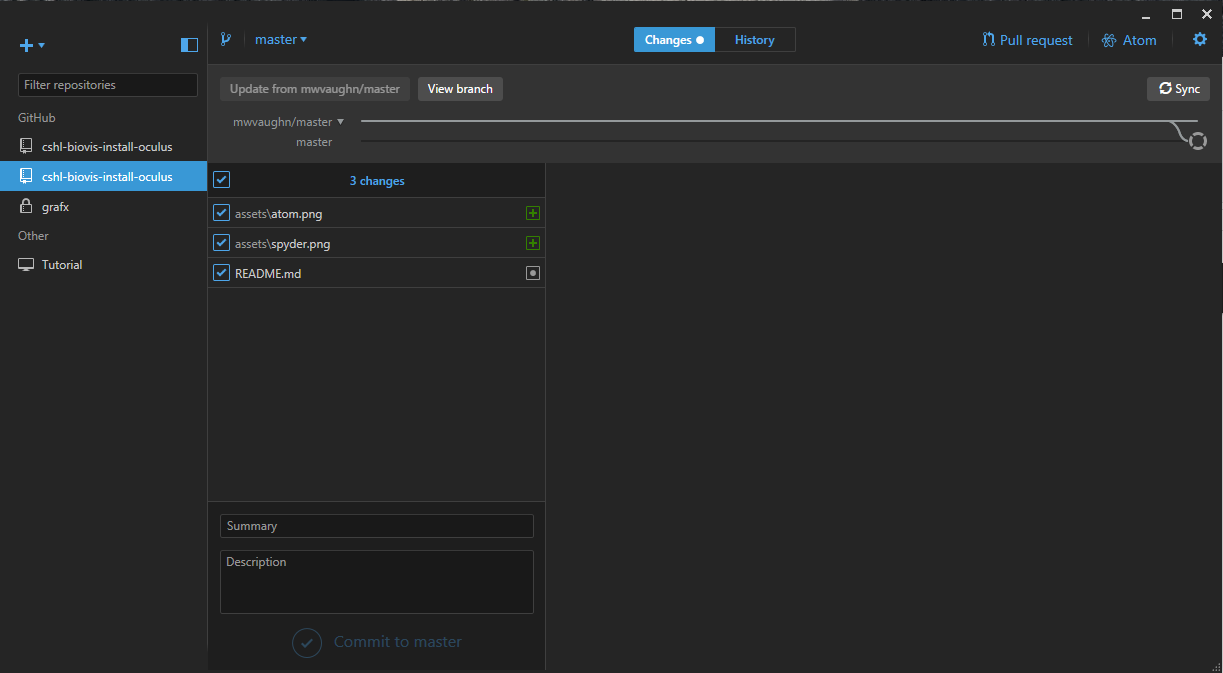 master
Changes
History
Pull request
Atom
Filter repositories
GitHub
cshl-biovis-install-oculus
cshl-biovis-install-oculus
grafx
Other
Tutorial
Update from mwvaughn/master
View branch
Sync
mwvaughn/master
master
3 changes
assets\atom.png
assets\spyder.png
README.md
Summary
Description
Commit to master